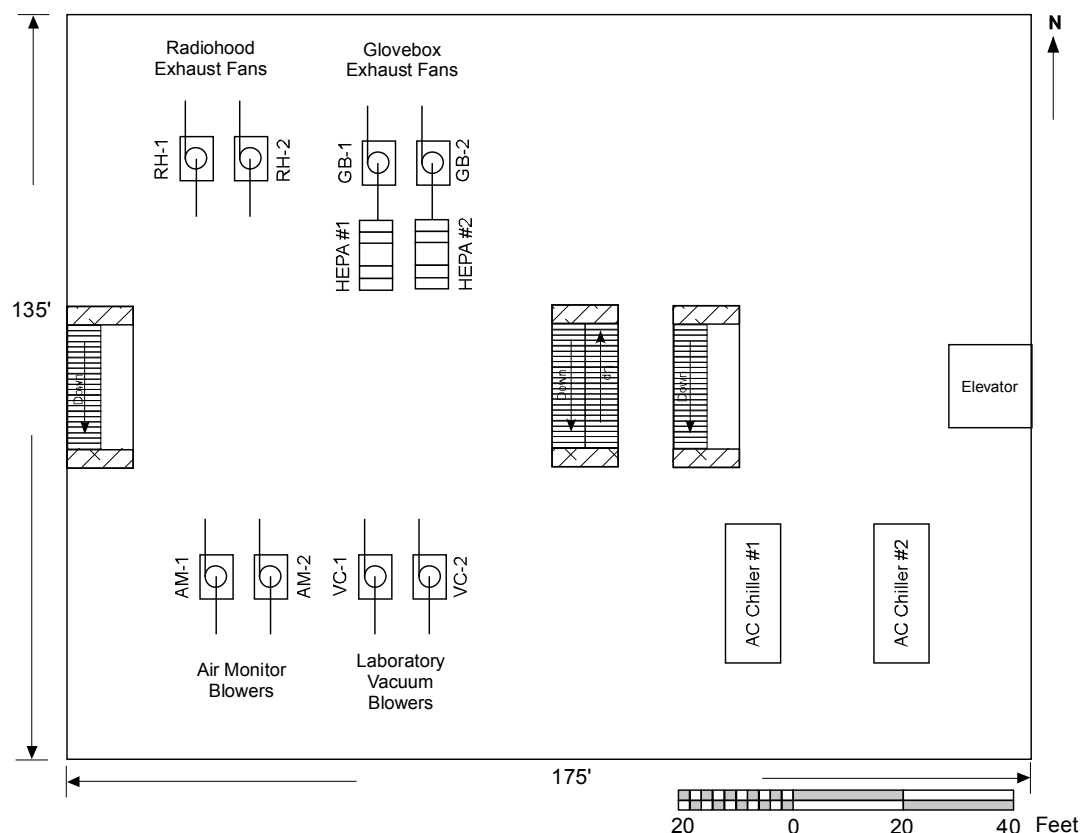 Radiohood
Exhaust Fans
Glovebox
Exhaust Fans
N
RH-1
RH-2
GB-1
GB-2
HEPA #1
HEPA #2
135'
Down
Down
up
Down
Elevator
AM-1
AM-2
VC-1
VC-2
AC Chiller #1
AC Chiller #2
Air Monitor
Blowers
Laboratory
Vacuum
Blowers
175'
20 0 20 40 Feet